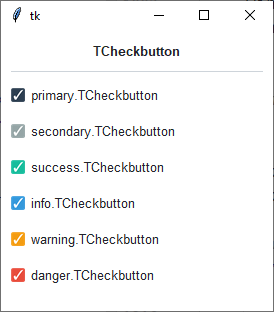 tk
TCheckbutton
primary.TCheckbutton
secondary.TCheckbutton
success.TCheckbutton
info.TCheckbutton
warning.TCheckbutton
danger.TCheckbutton